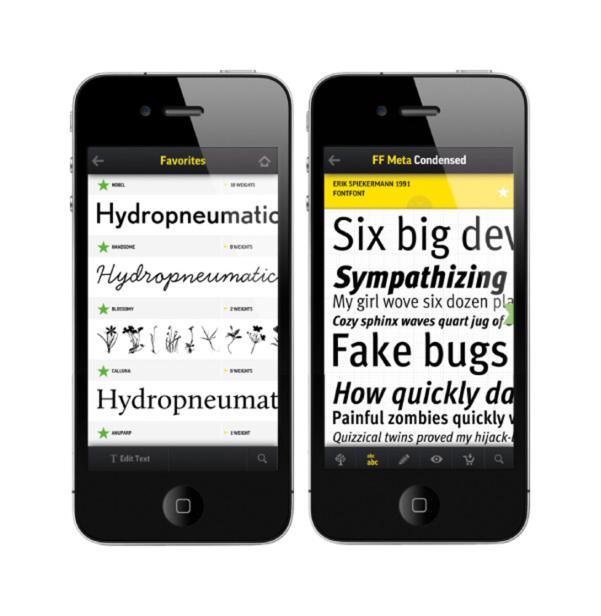 Favorites
NOBEL 18 WEIGHTS
Hydropneumatic
HANDSOME 8 WEIGHTS
Hydropneumatic
BLOSSOMY 2 WEIGHTS
CALLUNA 8 WEIGHTS
Hydropneumat
ANUPARP 1 WEIGHT
T Edit Text
FF Meta Condensed
ERIK SPIEKERMANN 1991
FONTFONT
Six big dev
Sympathizing
My girl wove six dozen pla
Cozy sphinx waves quart jug of
Fake bugs
How quickly da
Painful zombies quickly w
Quizzical twins proved my hijack-
abc
abc